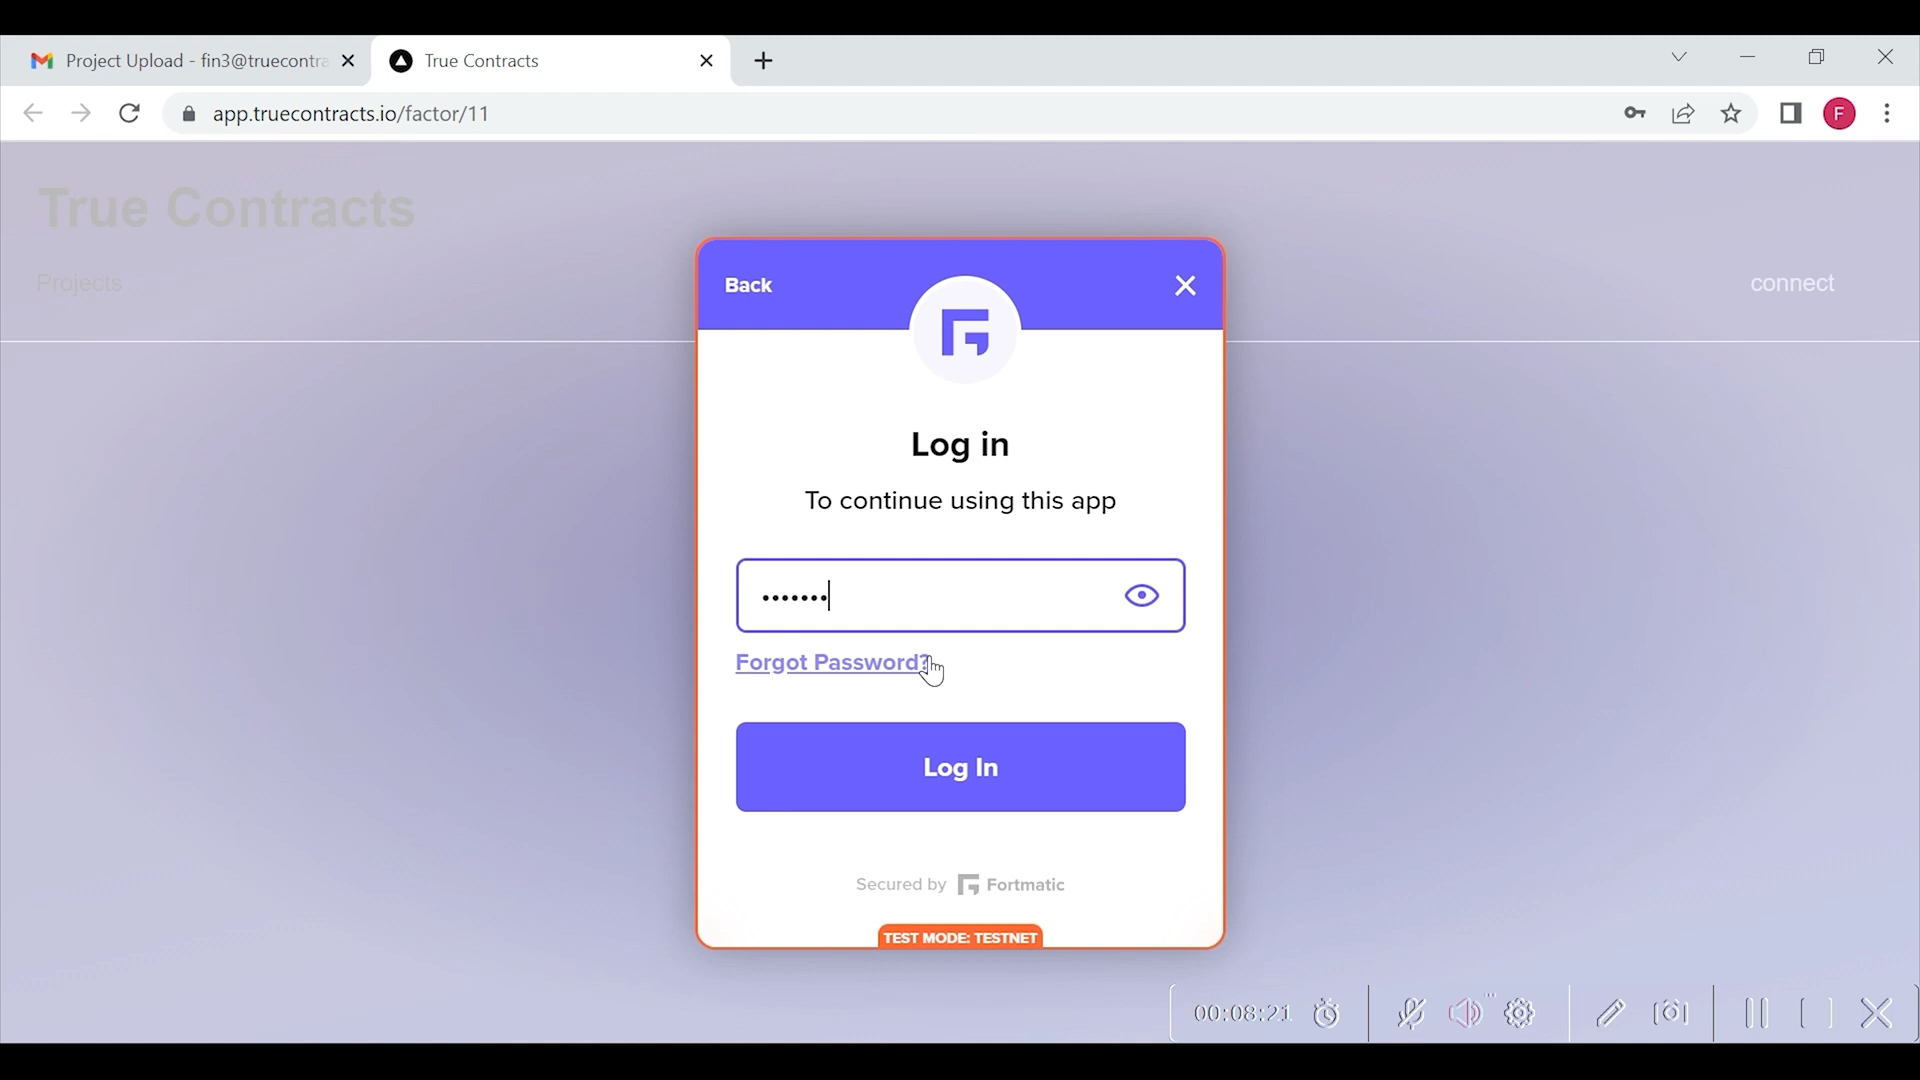 Project Upload - fin3@truecontra
True Contracts
app.truecontracts.io/factor/11
F
True Contracts
Projects
connect
Back
Log in
To continue using this app
•••••••
Forgot Password?
Log In
Secured by Fortmatic
TEST MODE: TESTNET
00:08:21